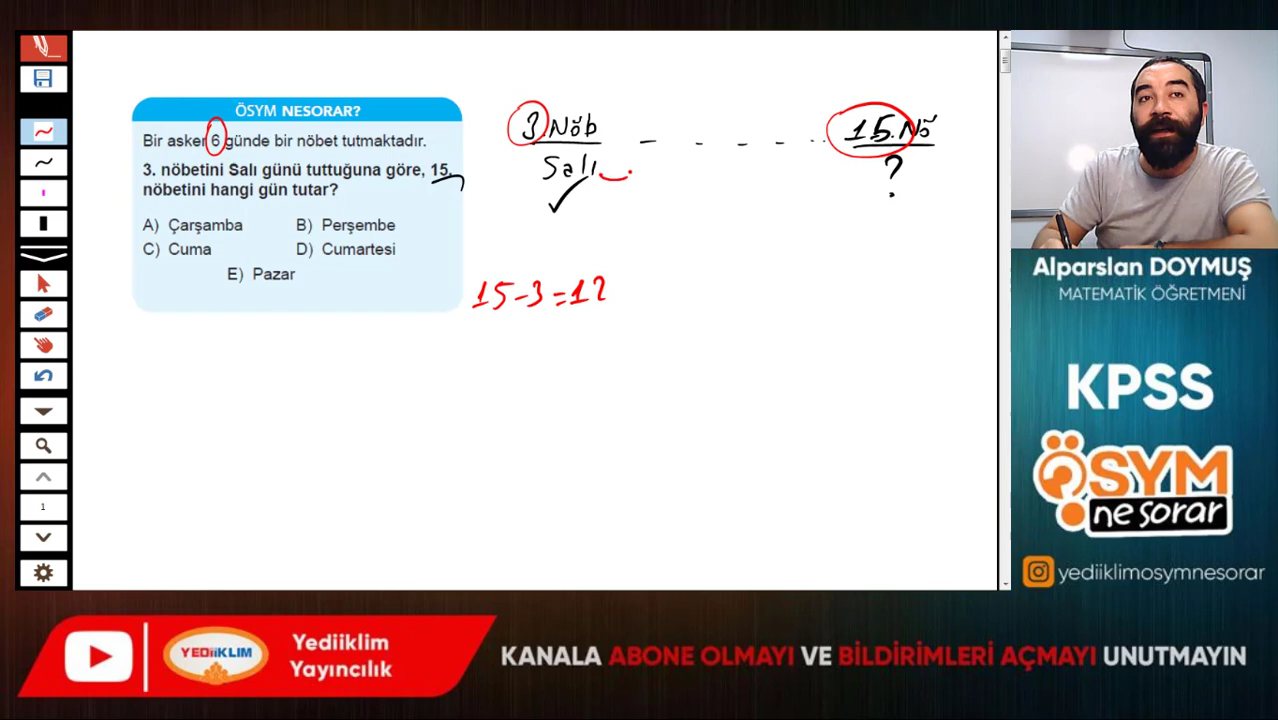 ÖSYM NESORAR?
Bir asker 6 günde bir nöbet tutmaktadır.
3. nöbetini Salı günü tuttuğuna göre, 15.
nöbetini hangi gün tutar?
A) Çarşamba B) Perşembe
C) Cuma D) Cumartesi
E) Pazar
3.Nöb - - - - - 15.Nö
Salı ?
15-3=12
1
Alparslan DOYMUŞ
MATEMATİK ÖĞRETMENİ
KPSS
ÖSYM
ne sorar
yediiklimosymnesorar
YEDiiKLIM
Yediiklim
Yayıncılık
KANALA ABONE OLMAYI VE BİLDİRİMLERİ AÇMAYI UNUTMAYIN